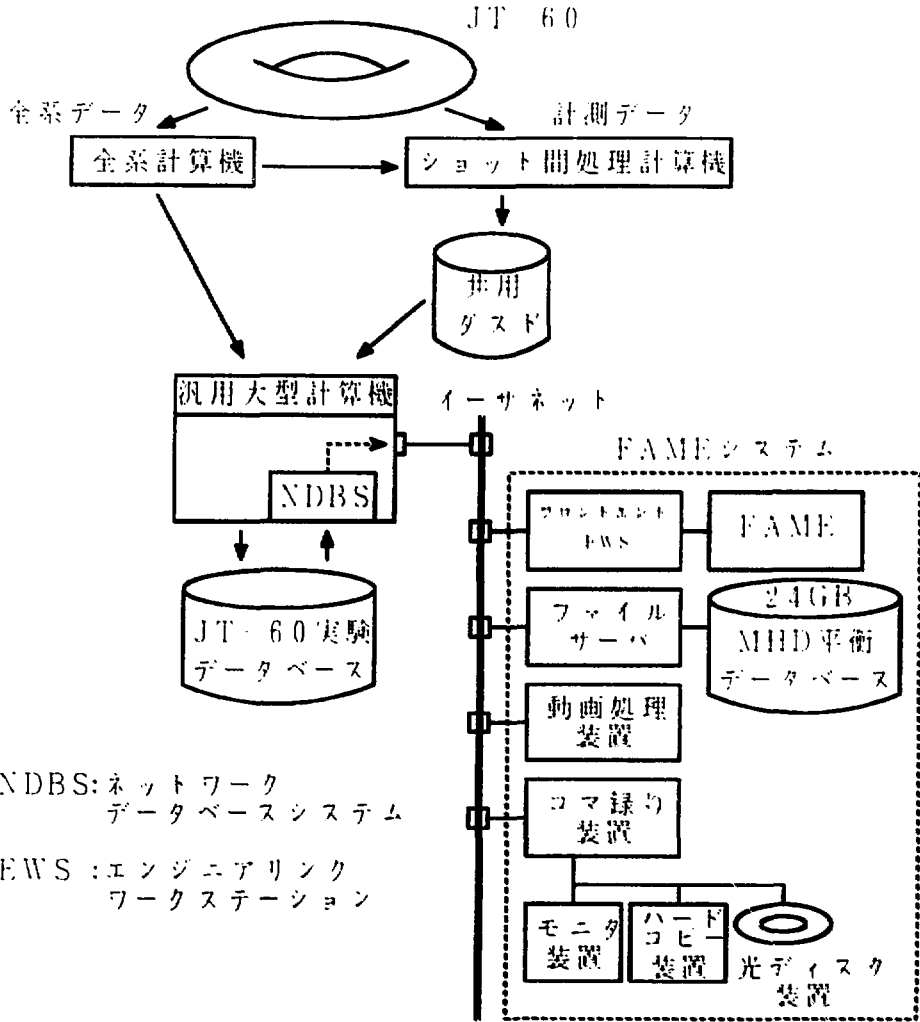 JT-60
全系データ
計測データ
全系計算機
ショット間処理計算機
共用
ダスド
汎用大型計算機
イーサネット
NDBS
FAMEシステム
フロントエンド
EWS
FAME
JT-60実験
データベース
ファイル
サーバ
24GB
MHD平衡
データベース
動画処理
装置
コマ録り
装置
NDBS:ネットワーク
データベースシステム
EWS:エンジニアリンク
ワークステーション
モニタ
装置
ハード
コピー
装置
光ディスク
装置